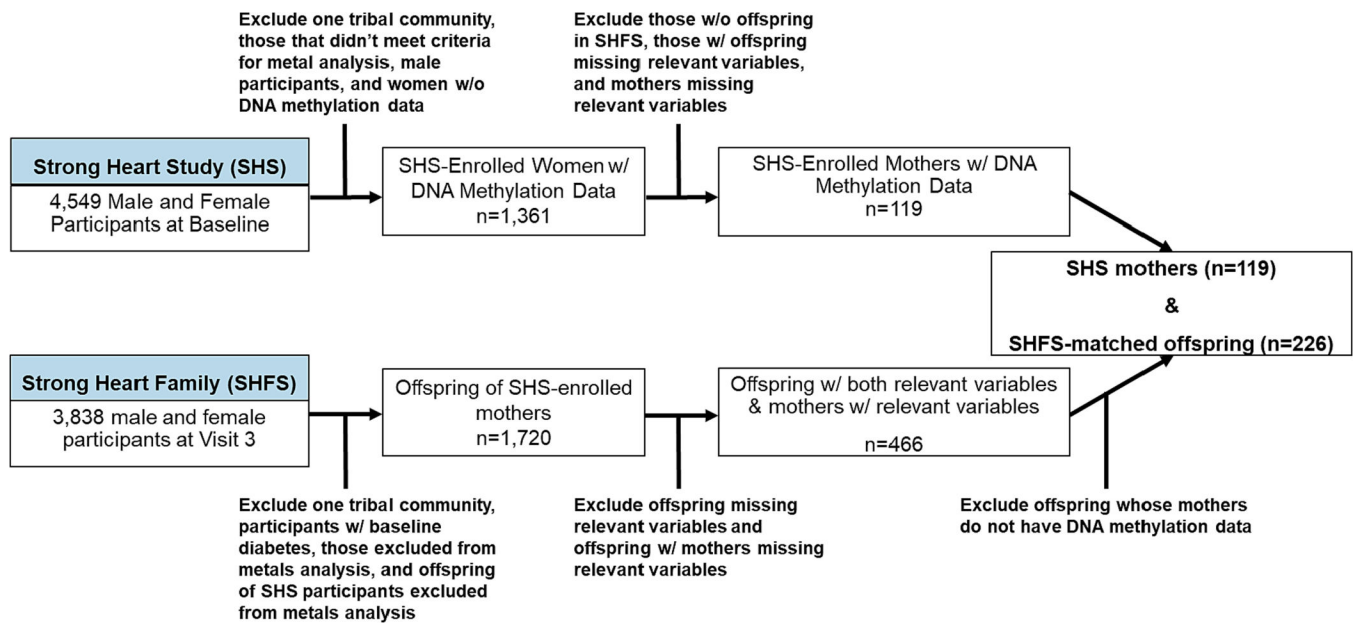 Exclude one tribal community,
those that didn't meet criteria
for metal analysis, male
participants, and women w/o
DNA methylation data
Exclude those w/o offspring
in SHFS, those w/ offspring
missing relevant variables,
and mothers missing
relevant variables
Strong Heart Study (SHS)
4,549 Male and Female
Participants at Baseline
SHS-Enrolled Women w/
DNA Methylation Data
n=1,361
SHS-Enrolled Mothers w/ DNA
Methylation Data
n=119
SHS mothers (n=119)
&
SHFS-matched offspring (n=226)
Strong Heart Family (SHFS)
3,838 male and female
participants at Visit 3
Offspring of SHS-enrolled
mothers
n=1,720
Offspring w/ both relevant variables
& mothers w/ relevant variables
n=466
Exclude one tribal community,
participants w/ baseline
diabetes, those excluded from
metals analysis, and offspring
of SHS participants excluded
from metals analysis
Exclude offspring missing
relevant variables and
offspring w/ mothers missing
relevant variables
Exclude offspring whose mothers
do not have DNA methylation data